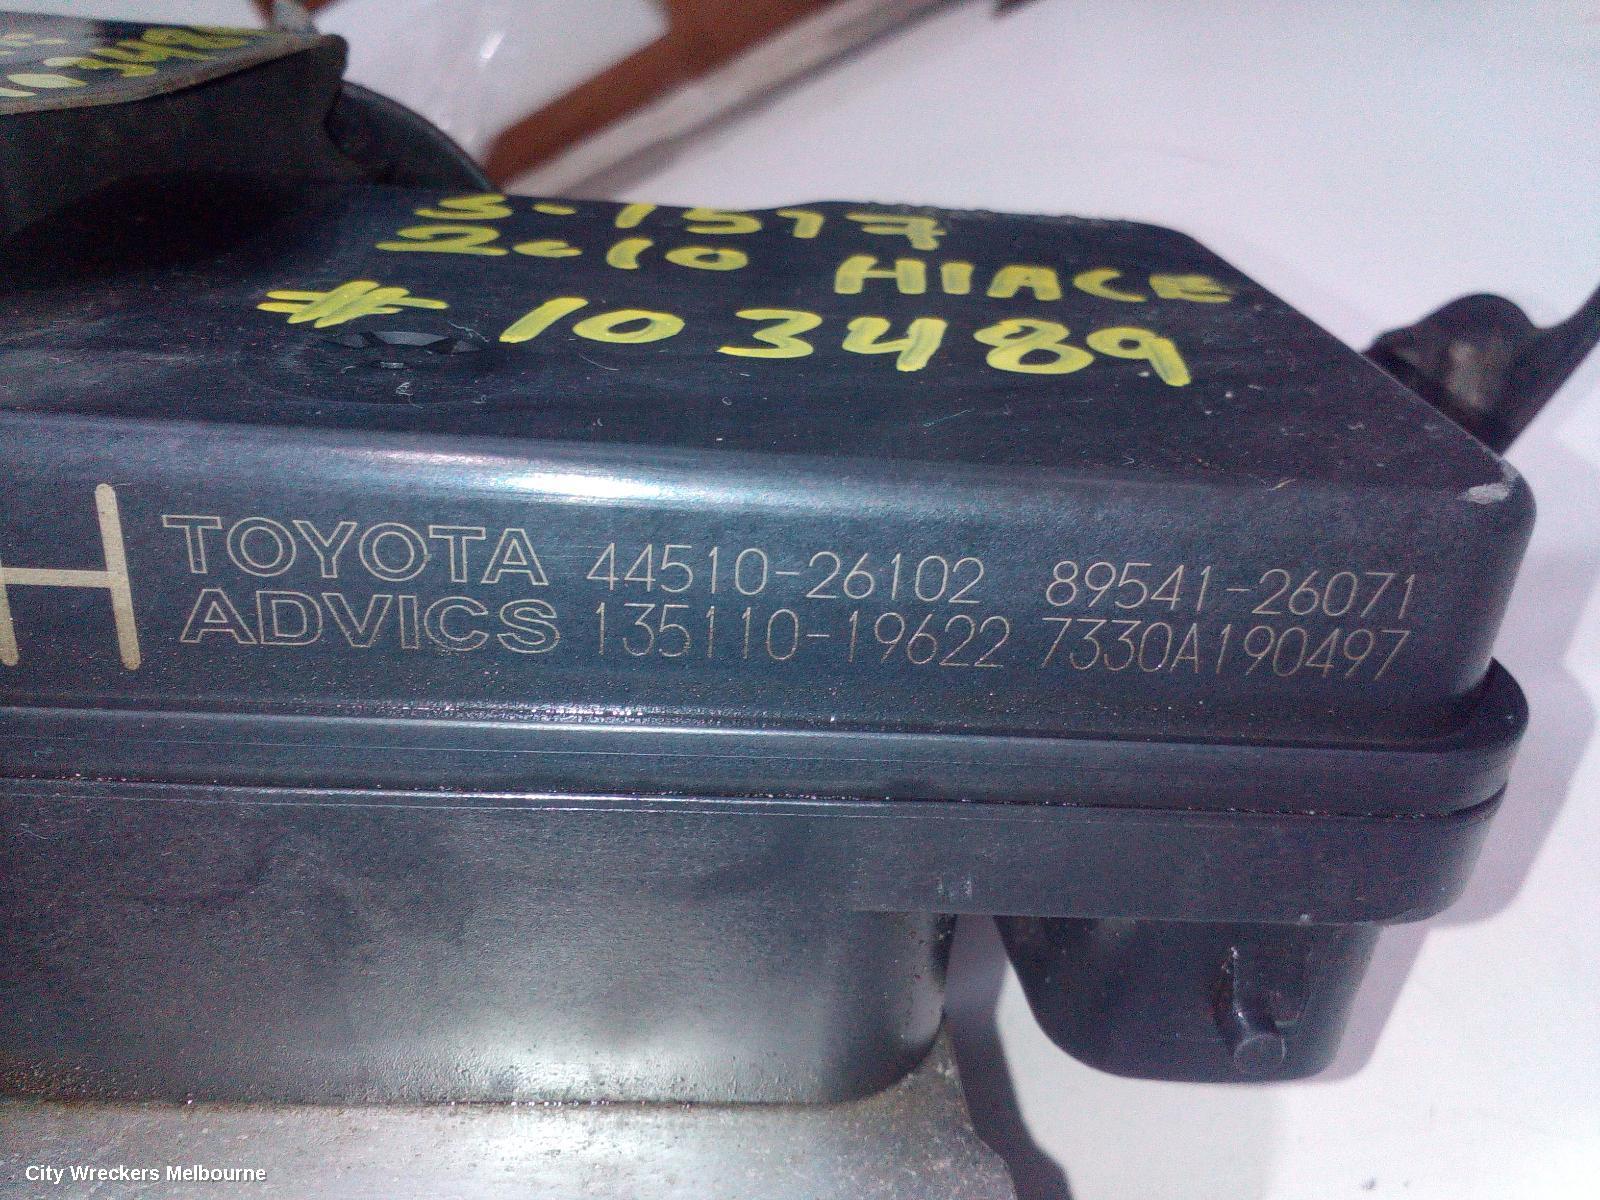 S-1517
2010 HIACE
# 103489
H
TOYOTA 44510-26102 89541-26071
ADVICS 135110-19622 7330A190497
City Wreckers Melbourne